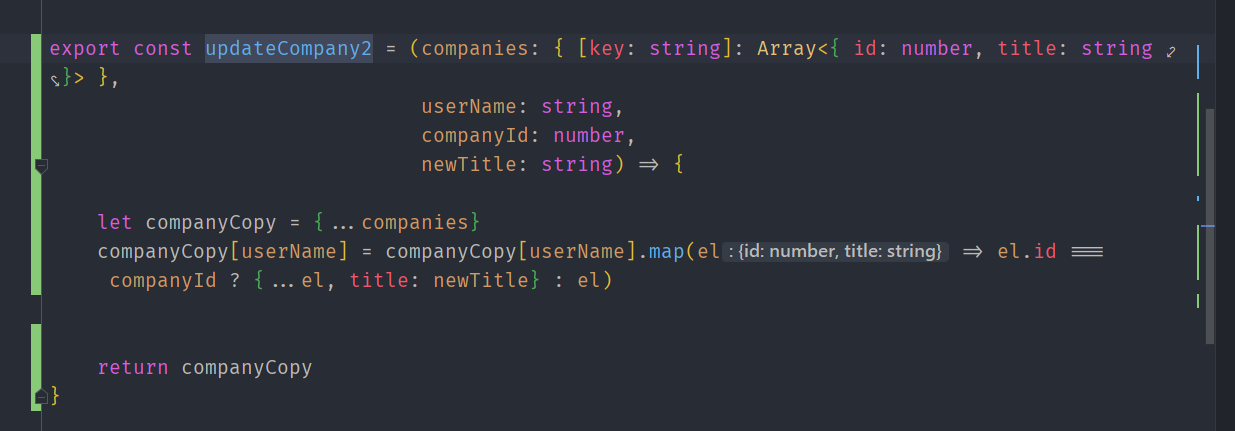 export const updateCompany2 = (companies: { [key: string]: Array<{ id: number, title: string
}> },
userName: string,
companyId: number,
newTitle: string) => {
let companyCopy = {...companies}
companyCopy[userName] = companyCopy[userName].map(el : {id: number, title: string} => el.id ===
companyId ? {...el, title: newTitle} : el)
return companyCopy
}